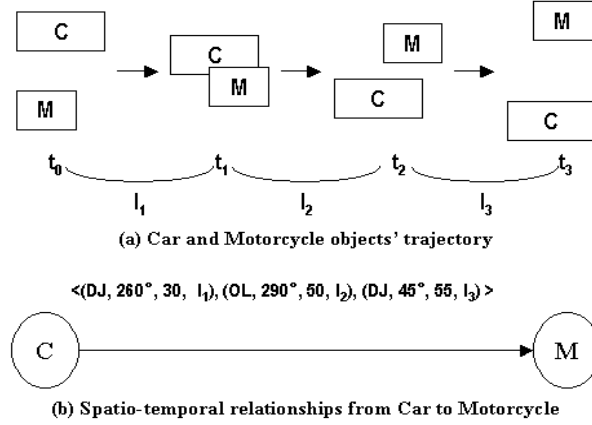 C
M
C
M
M
C
M
C
t0 t1 t2 t3
I1 I2 I3
(a) Car and Motorcycle objects' trajectory
<(DJ, 260°, 30, I1), (OL, 290°, 50, I2), (DJ, 45°, 55, I3) >
C M
(b) Spatio-temporal relationships from Car to Motorcycle